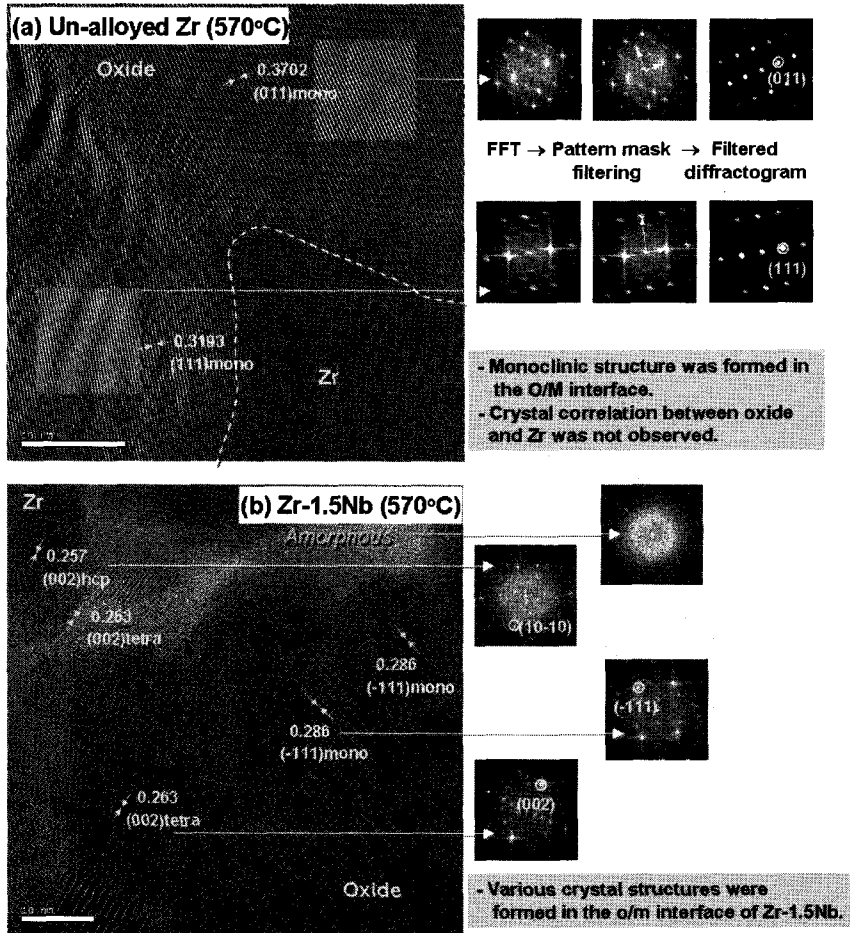 (a) Un-alloyed Zr (570°C)
Oxide
0.3702
(011)mono
(011)
FFT → Pattern mask → Filtered
filtering diffractogram
0.3193
(111)mono
(111)
Zr
- Monoclinic structure was formed in
the O/M interface.
- Crystal correlation between oxide
and Zr was not observed.
Zr
(b) Zr-1.5Nb (570°C)
Amorphous
0.257
(002)hcp
(10-10)
0.263
(002)tetra
0.286
(-111)mono
0.286
(-111)mono
(-111)
0.263
(002)tetra
(002)
Oxide
10 nm
- Various crystal structures were
formed in the o/m interface of Zr-1.5Nb.